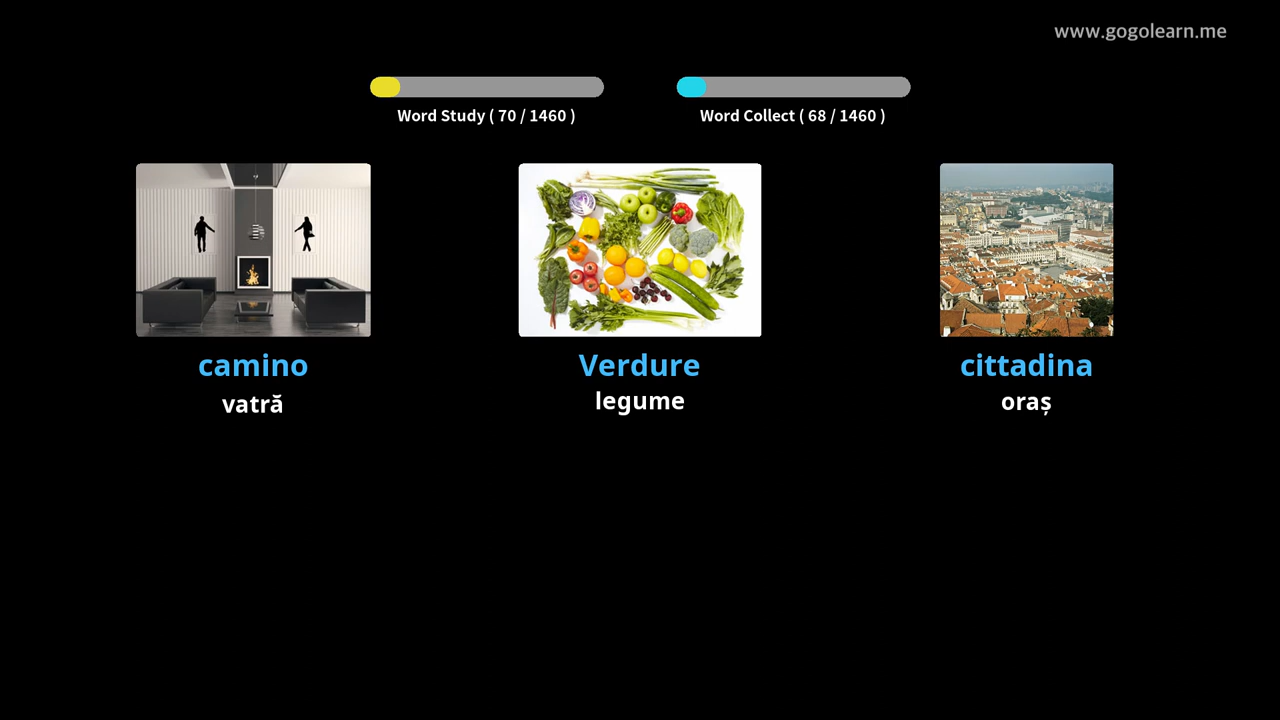 www.gogolearn.me
Word Study ( 70 / 1460 )
Word Collect ( 68 / 1460 )
camino
Verdure
cittadina
vatră
legume
oraș